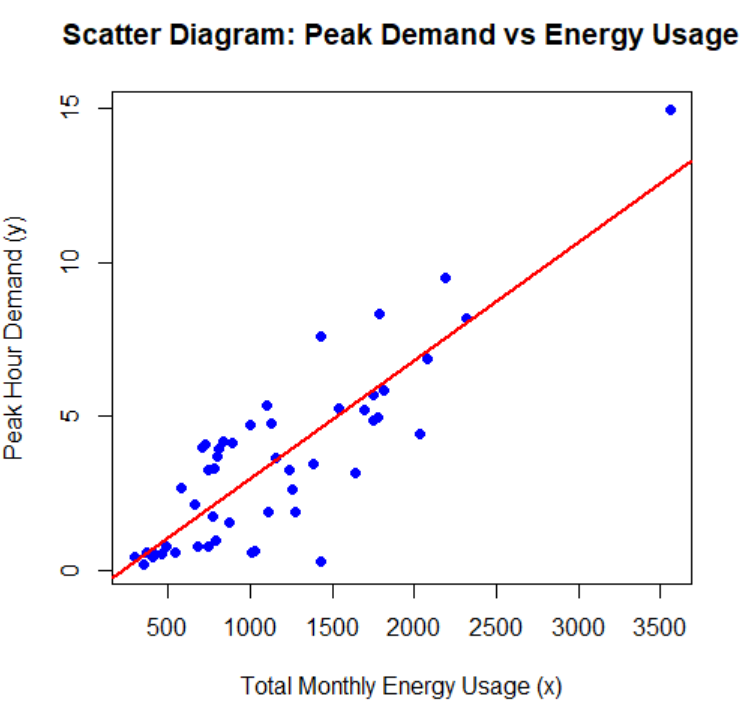 Scatter Diagram: Peak Demand vs Energy Usage
15
10
5
0
Peak Hour Demand (y)
500 1000 1500 2000 2500 3000 3500
Total Monthly Energy Usage (x)